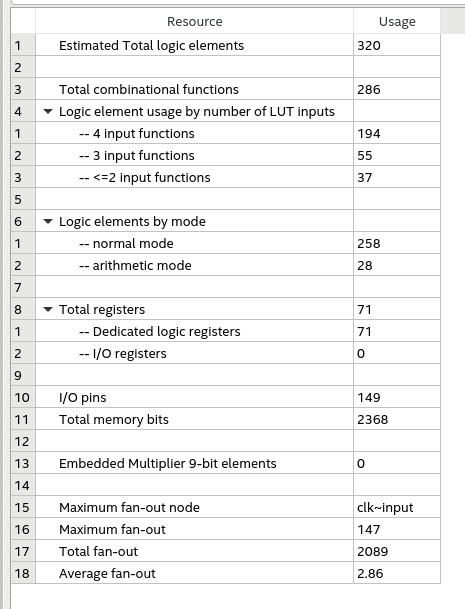 Resource Usage
1 Estimated Total logic elements 320
2
3 Total combinational functions 286
4 Logic element usage by number of LUT inputs
1 -- 4 input functions 194
2 -- 3 input functions 55
3 -- <=2 input functions 37
5
6 Logic elements by mode
1 -- normal mode 258
2 -- arithmetic mode 28
7
8 Total registers 71
1 -- Dedicated logic registers 71
2 -- I/O registers 0
9
10 I/O pins 149
11 Total memory bits 2368
12
13 Embedded Multiplier 9-bit elements 0
14
15 Maximum fan-out node clk~input
16 Maximum fan-out 147
17 Total fan-out 2089
18 Average fan-out 2.86